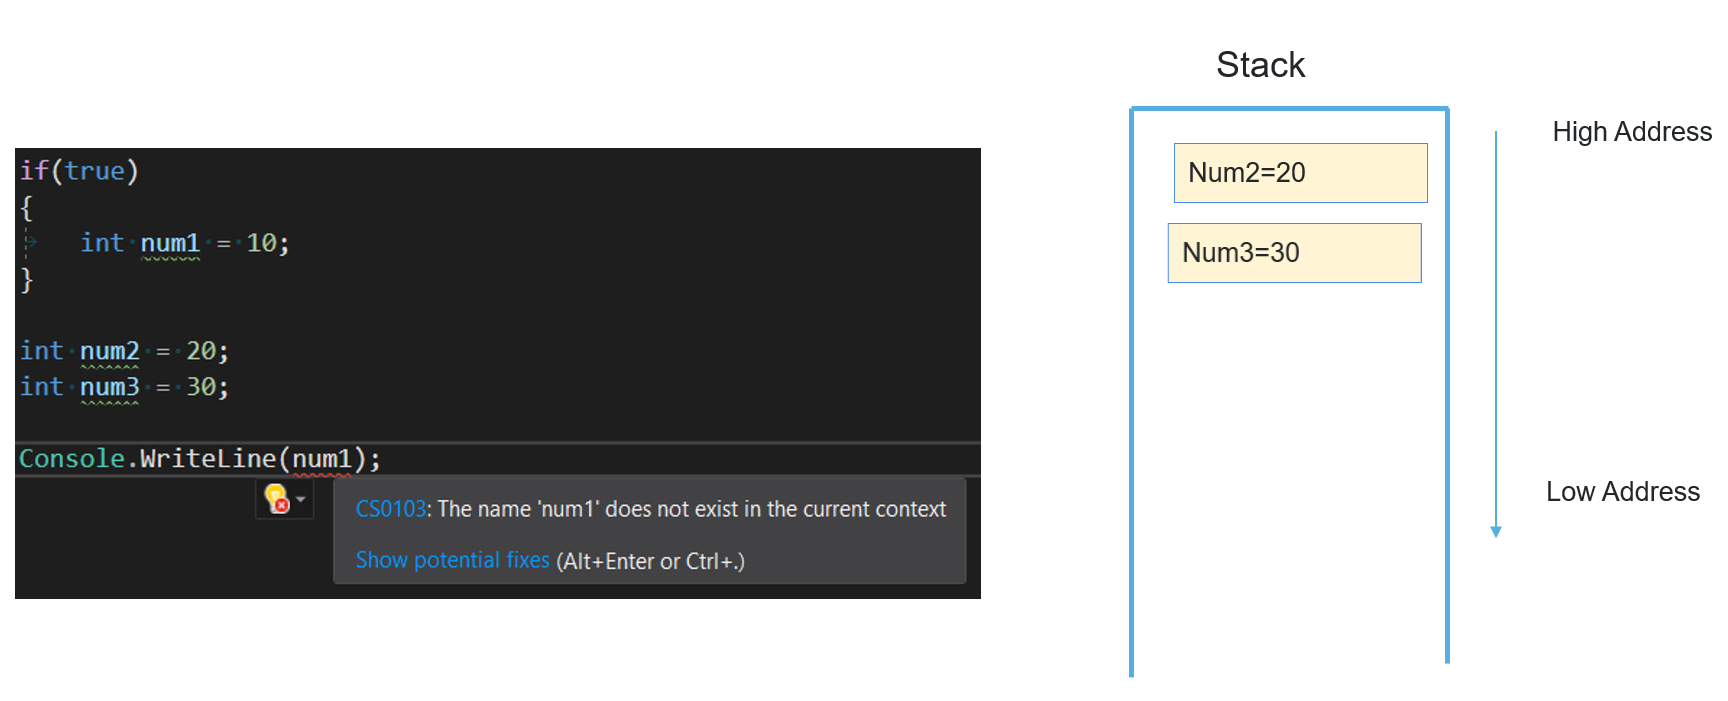 if(true)
{
int num1 = 10;
}
int num2 = 20;
int num3 = 30;
Console.WriteLine(num1);
CS0103: The name 'num1' does not exist in the current context
Show potential fixes (Alt+Enter or Ctrl+.)
Stack
High Address
Num2=20
Num3=30
Low Address